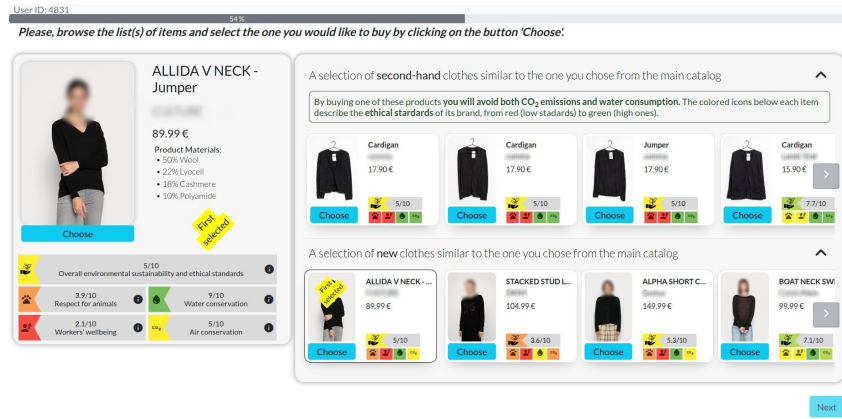 User ID: 4831
54 %
Please, browse the list(s) of items and select the one you would like to buy by clicking on the button 'Choose'.
ALLIDA V NECK -
Jumper
89.99 €
Product Materials:
• 50% Wool
• 22% Lyocell
• 18% Cashmere
• 10% Polyamide
First
selected
Choose
5/10
Overall environmental sustainability and ethical standards
3.9/10
Respect for animals
9/10
Water conservation
2.1/10
Workers' wellbeing
CO₂
5/10
Air conservation
A selection of second-hand clothes similar to the one you chose from the main catalog
By buying one of these products you will avoid both CO₂ emissions and water consumption. The colored icons below each item
describe the ethical stardards of its brand, from red (low stadards) to green (high ones).
Cardigan
17.90 €
5/10
Choose
Cardigan
17.90 €
5/10
Choose
Jumper
17.90 €
5/10
Choose
Cardigan
15.90 €
7.7/10
Choose
A selection of new clothes similar to the one you chose from the main catalog
First
selected
ALLIDA V NECK - ...
89.99 €
5/10
Choose
STACKED STUD L...
104.99 €
3.6/10
Choose
ALPHA SHORT C...
149.99 €
5.3/10
Choose
BOAT NECK SWE
99.99 €
7.1/10
Choose
Next